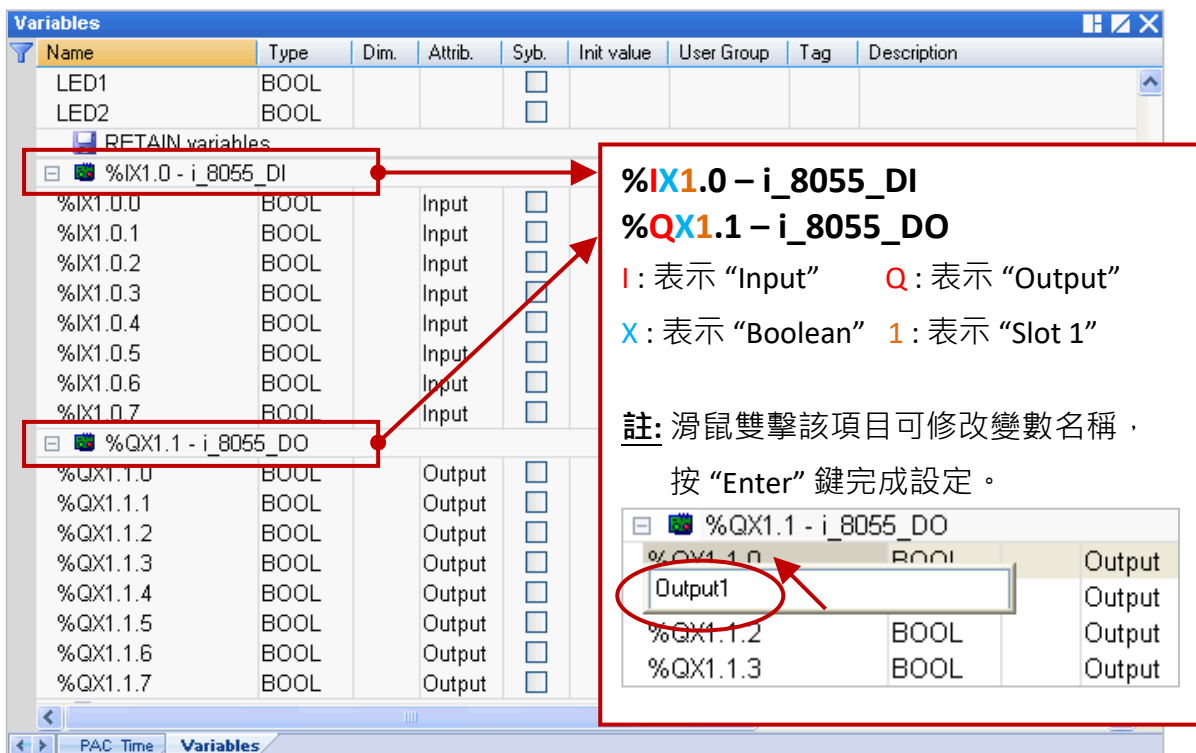 Variables
Name Type Dim. Attrib. Syb. Init value User Group Tag Description
LED1 BOOL
LED2 BOOL
RETAIN variables
%IX1.0 - i_8055_DI
%IX1.0.0 BOOL Input
%IX1.0.1 BOOL Input
%IX1.0.2 BOOL Input
%IX1.0.3 BOOL Input
%IX1.0.4 BOOL Input
%IX1.0.5 BOOL Input
%IX1.0.6 BOOL Input
%IX1.0.7 BOOL Input
%QX1.1 - i_8055_DO
%QX1.1.0 BOOL Output
%QX1.1.1 BOOL Output
%QX1.1.2 BOOL Output
%QX1.1.3 BOOL Output
%QX1.1.4 BOOL Output
%QX1.1.5 BOOL Output
%QX1.1.6 BOOL Output
%QX1.1.7 BOOL Output
PAC Time Variables
%IX1.0 – i_8055_DI
%QX1.1 – i_8055_DO
I : 表示 “Input” Q : 表示 “Output”
X : 表示 “Boolean” 1 : 表示 “Slot 1”
註: 滑鼠雙擊該項目可修改變數名稱，
按 “Enter” 鍵完成設定。
%QX1.1 - i_8055_DO
%QX1.1.0 BOOL Output
Output1 Output
%QX1.1.2 BOOL Output
%QX1.1.3 BOOL Output